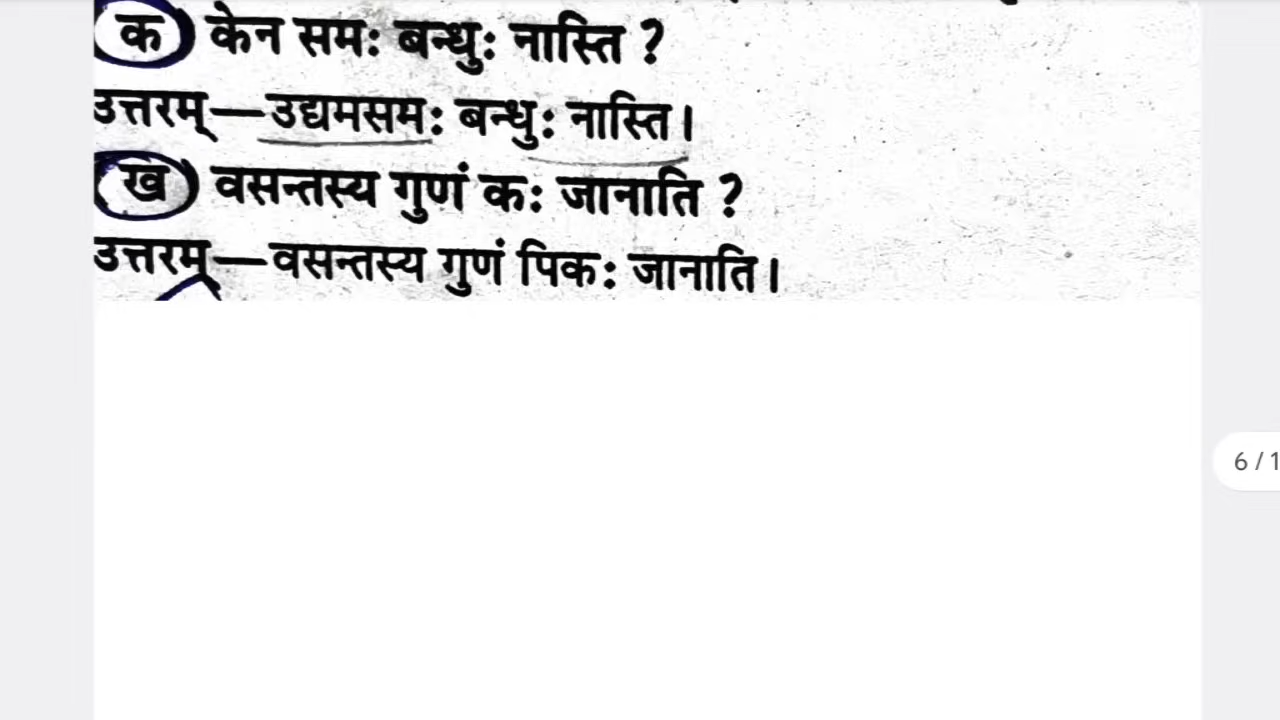 क) केन समः बन्धुः नास्ति ?
उत्तरम्—उद्यमसमः बन्धुः नास्ति।
ख) वसन्तस्य गुणं कः जानाति ?
उत्तरम्—वसन्तस्य गुणं पिकः जानाति।
6 / 1